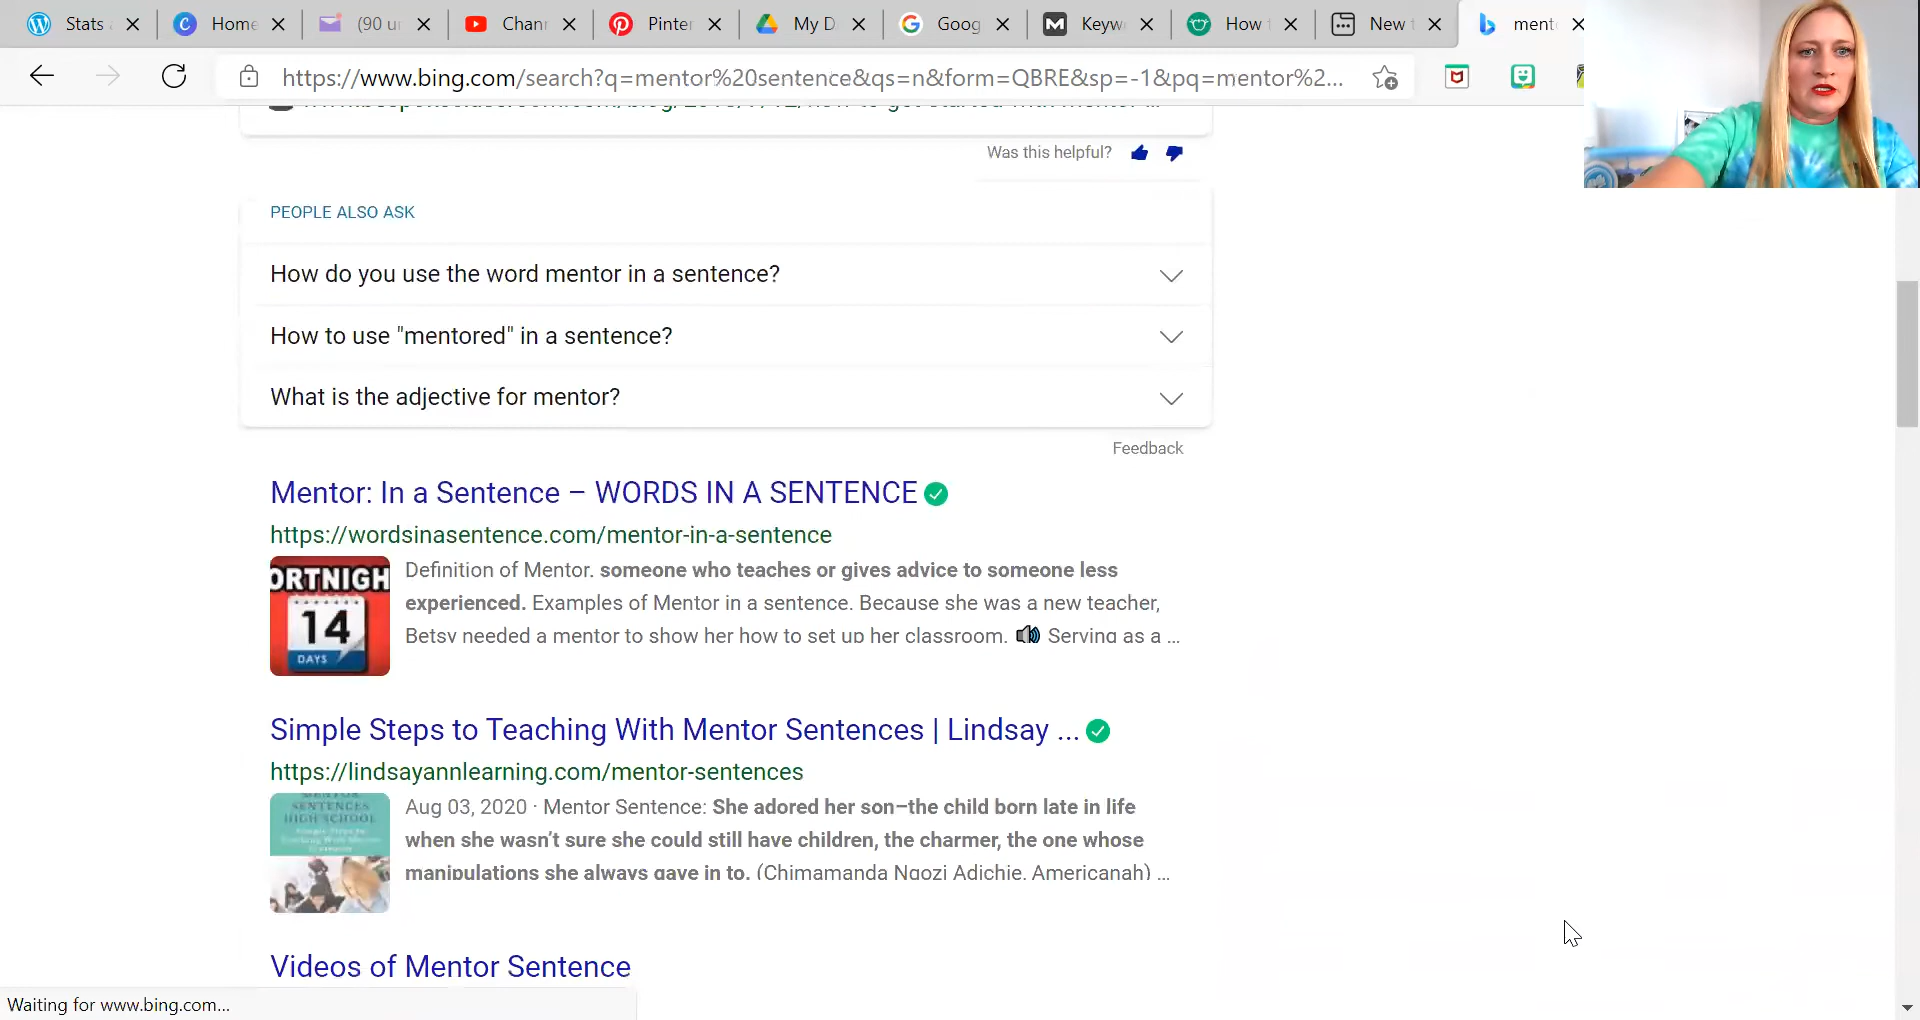 Stats
Home
(90 u
Chann
Pinter
My D
Goog
Keyw
How
New t
ment
https://www.bing.com/search?q=mentor%20sentence&qs=n&form=QBRE&sp=-1&pq=mentor%2...
Was this helpful?
PEOPLE ALSO ASK
How do you use the word mentor in a sentence?
How to use "mentored" in a sentence?
What is the adjective for mentor?
Feedback
Mentor: In a Sentence – WORDS IN A SENTENCE
https://wordsinasentence.com/mentor-in-a-sentence
ORTNIGH
14
DAYS
Definition of Mentor. someone who teaches or gives advice to someone less
experienced. Examples of Mentor in a sentence. Because she was a new teacher,
Betsy needed a mentor to show her how to set up her classroom. Serving as a ...
Simple Steps to Teaching With Mentor Sentences | Lindsay ...
https://lindsayannlearning.com/mentor-sentences
MENTOR
SENTENCES
HIGH SCHOOL
Aug 03, 2020 · Mentor Sentence: She adored her son–the child born late in life
when she wasn't sure she could still have children, the charmer, the one whose
manipulations she always gave in to. (Chimamanda Ngozi Adichie, Americanah) ...
Videos of Mentor Sentence
Waiting for www.bing.com...